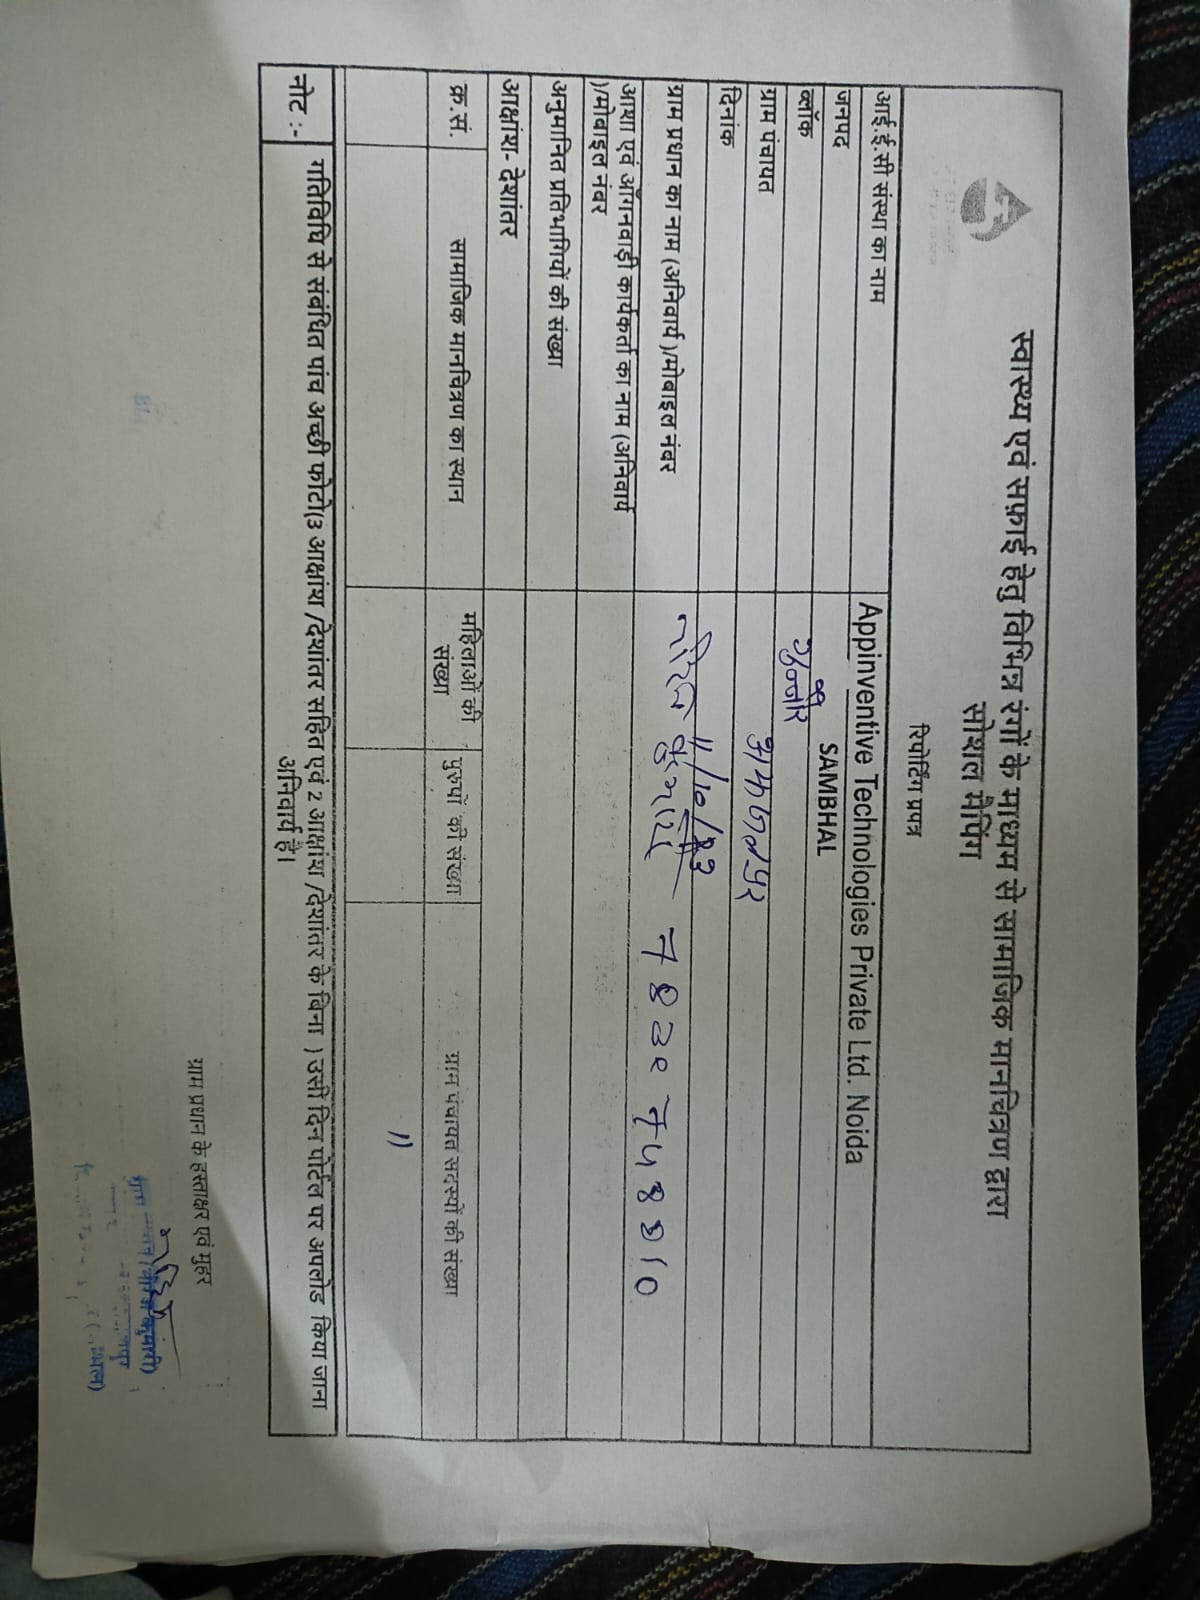 स्वास्थ्य एवं सफ़ाई हेतु विभिन्न रंगों के माध्यम से सामाजिक मानचित्रण द्वारा
सोशल मैपिंग
रिपोर्टिंग प्रपत्र
आई.ई.सी संस्था का नाम Appinventive Technologies Private Ltd. Noida
जनपद SAMBHAL
ब्लॉक
ग्राम पंचायत
दिनांक 11/10/23
ग्राम प्रधान का नाम (अनिवार्य )/मोबाइल नंबर
आशा एवं आँगनवाड़ी कार्यकर्ता का नाम (अनिवार्य
)/मोबाइल नंबर
अनुमानित प्रतिभागियों की संख्या
आक्षांश- देशांतर
क्र.सं. सामाजिक मानचित्रण का स्थान महिलाओं की संख्या पुरुषों की संख्या ग्राम पंचायत सदस्यों की संख्या
11
नोट :- गतिविधि से संबंधित पांच अच्छी फोटो(3 आक्षांश /देशांतर सहित एवं 2 आक्षांश /देशांतर के बिना ) उसी दिन पोर्टल पर अपलोड किया जाना
अनिवार्य है।
ग्राम प्रधान के हस्ताक्षर एवं मुहर